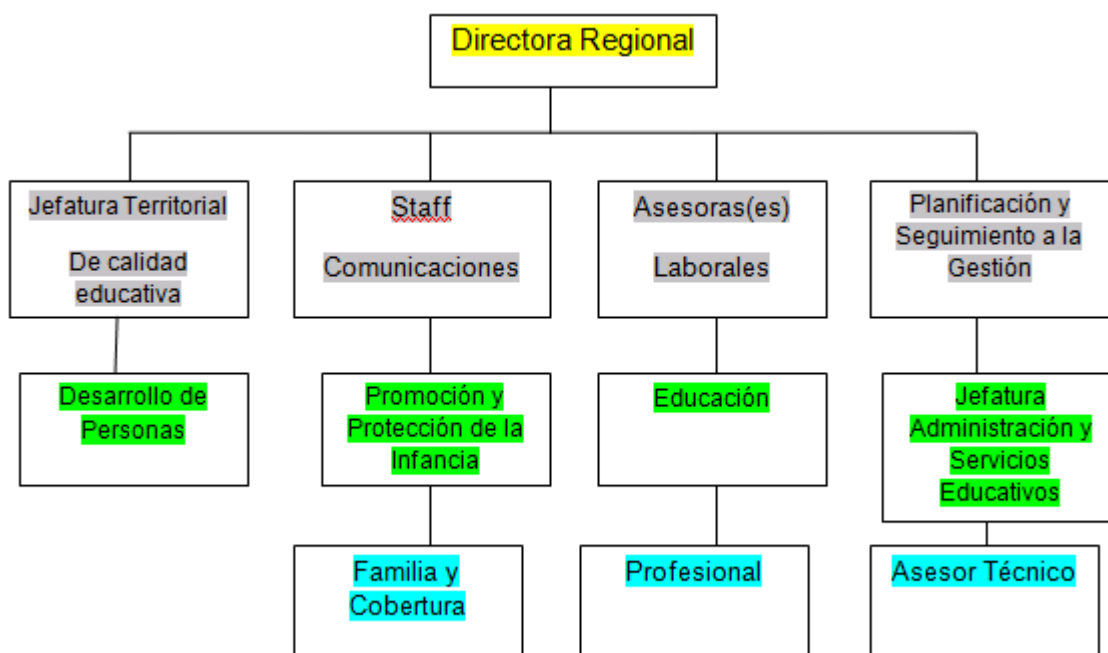 Directora Regional
Jefatura Territorial
De calidad
educativa
Staff
Comunicaciones
Asesoras(es)
Laborales
Planificación y
Seguimiento a la
Gestión
Desarrollo de
Personas
Promoción y
Protección de la
Infancia
Educación
Jefatura
Administración y
Servicios
Educativos
Familia y
Cobertura
Profesional
Asesor Técnico